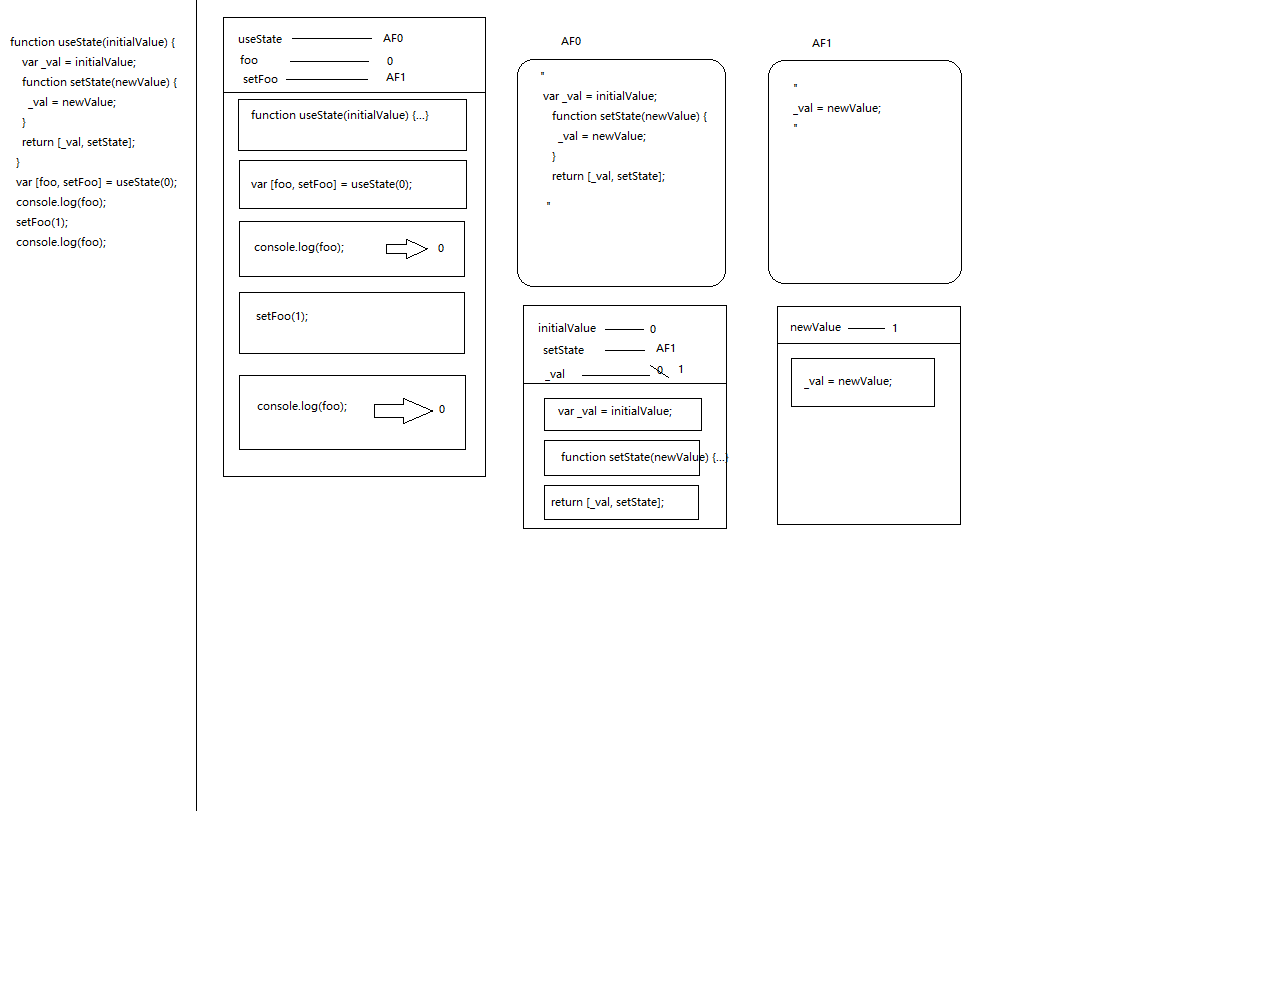 function useState(initialValue) {
var _val = initialValue;
function setState(newValue) {
_val = newValue;
}
return [_val, setState];
}
var [foo, setFoo] = useState(0);
console.log(foo);
setFoo(1);
console.log(foo);
useState AF0
foo 0
setFoo AF1
function useState(initialValue) {...}
var [foo, setFoo] = useState(0);
console.log(foo); 0
setFoo(1);
console.log(foo); 0
AF0
"
var _val = initialValue;
function setState(newValue) {
_val = newValue;
}
return [_val, setState];
"
initialValue 0
setState AF1
_val 0 1
var _val = initialValue;
function setState(newValue) {...}
return [_val, setState];
AF1
"
_val = newValue;
"
newValue 1
_val = newValue;